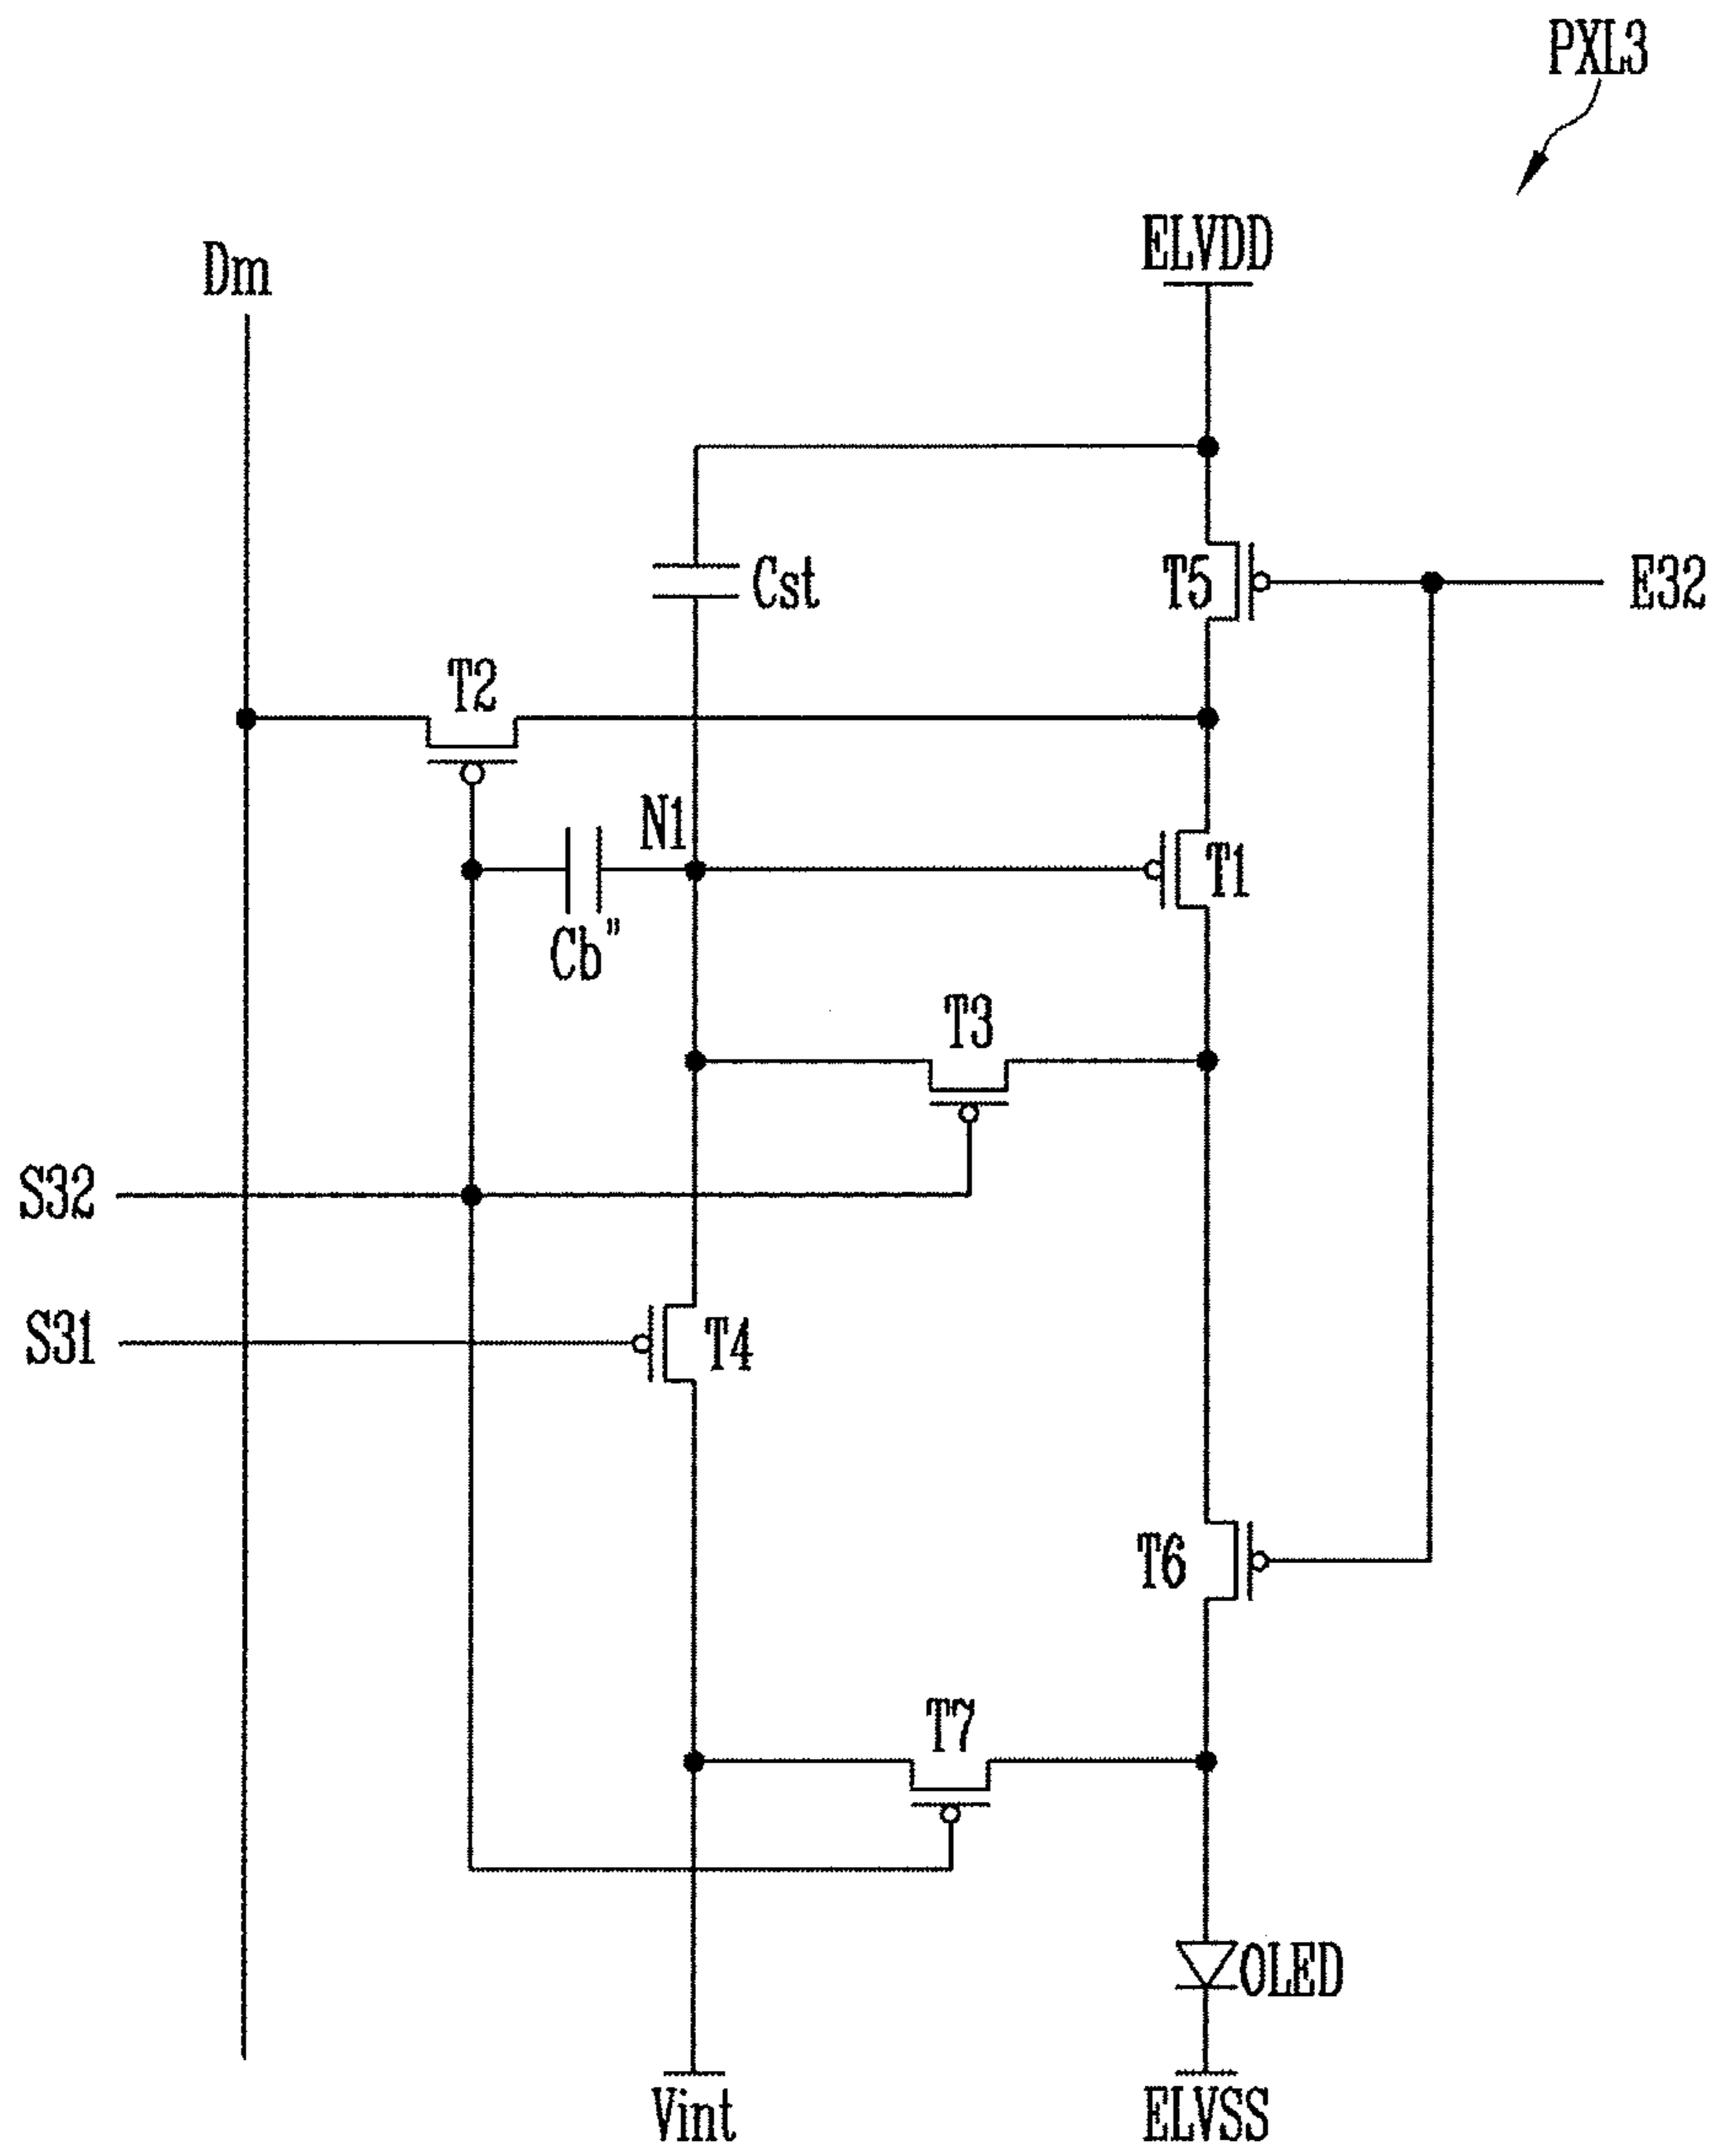 PXL3
ELVDD
Dm
Cst
T5
E32
T2
N1
T1
Cb"
T3
S32
S31
T4
T6
T7
OLED
Vint
ELVSS